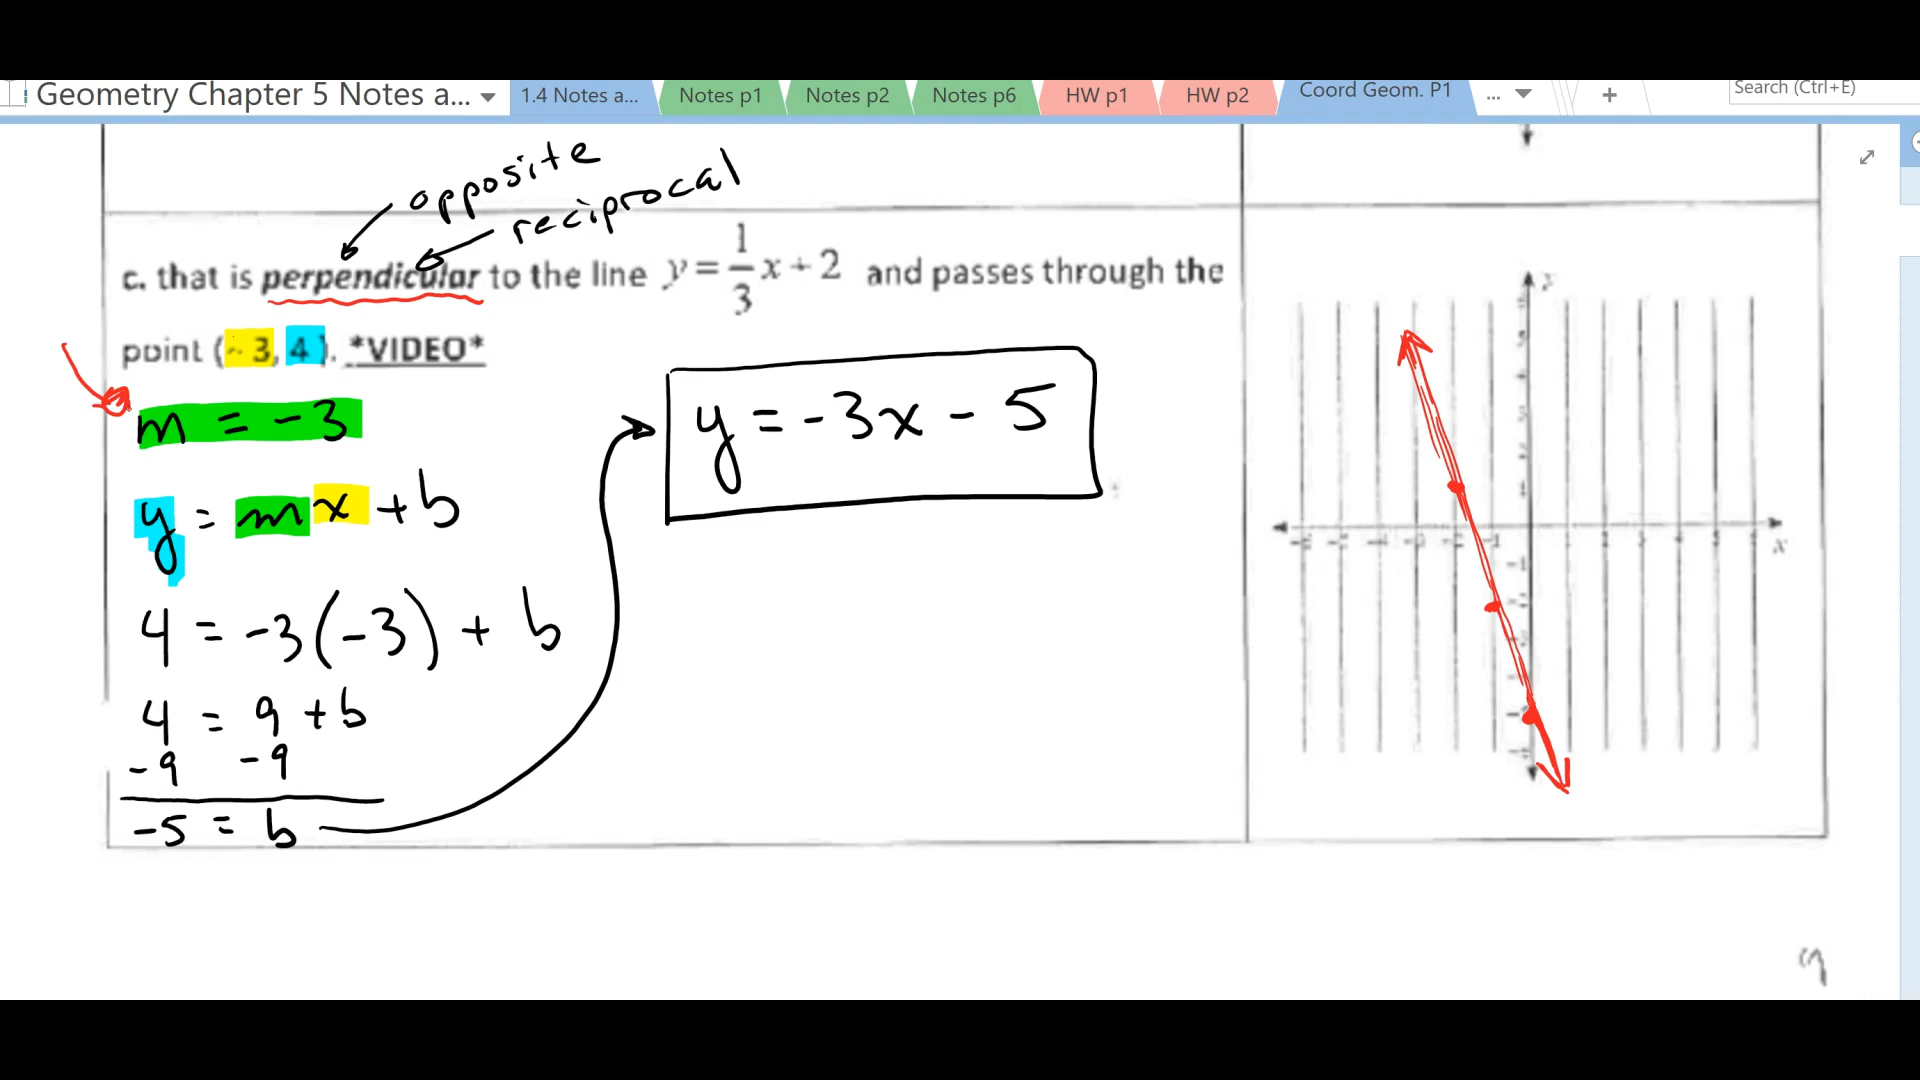 Geometry Chapter 5 Notes a...
1.4 Notes a...
Notes p1
Notes p2
Notes p6
HW p1
HW p2
Coord Geom. P1
...
+
Search (Ctrl+E)
opposite
reciprocal
c. that is perpendicular to the line y = 1/3 x + 2 and passes through the
point (- 3, 4 ). *VIDEO*
m = -3
y = mx + b
4 = -3(-3) + b
4 = 9 + b
-9 -9
-5 = b
y = -3x - 5
y
x
9